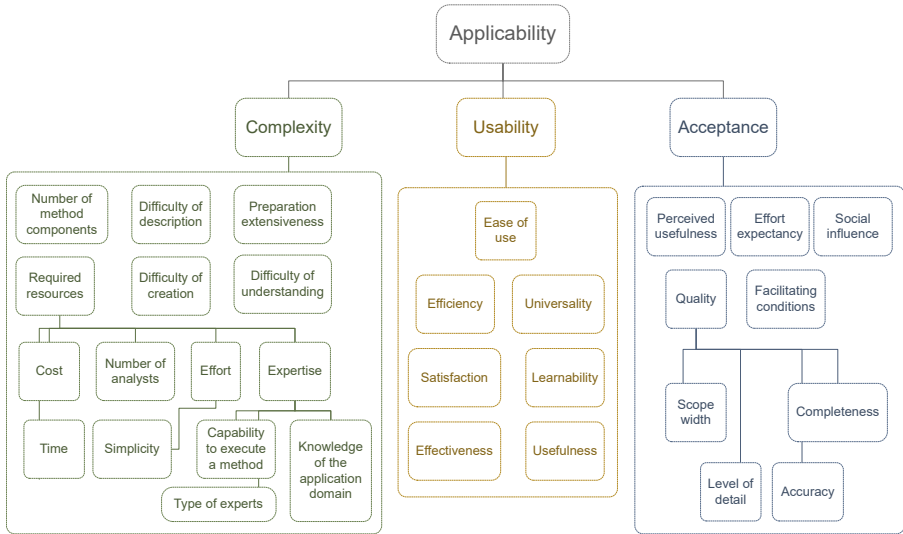 Applicability
Complexity
Usability
Acceptance
Number of
method
components
Difficulty of
description
Preparation
extensiveness
Required
resources
Difficulty of
creation
Difficulty of
understanding
Cost
Number of
analysts
Effort
Expertise
Time
Simplicity
Capability
to execute
a method
Knowledge
of the
application
domain
Type of experts
Ease of
use
Efficiency
Universality
Satisfaction
Learnability
Effectiveness
Usefulness
Perceived
usefulness
Effort
expectancy
Social
influence
Quality
Facilitating
conditions
Scope
width
Completeness
Level of
detail
Accuracy